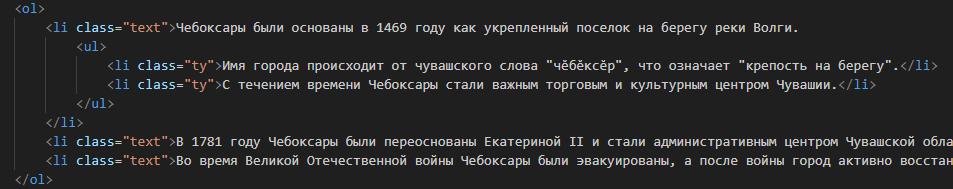 <ol>
<li class="text">Чебоксары были основаны в 1469 году как укрепленный поселок на берегу реки Волги.
<ul>
<li class="ty">Имя города происходит от чувашского слова "чĕбĕксĕр", что означает "крепость на берегу".</li>
<li class="ty">С течением времени Чебоксары стали важным торговым и культурным центром Чувашии.</li>
</ul>
</li>
<li class="text">В 1781 году Чебоксары были переоснованы Екатериной II и стали административным центром Чувашской обла
<li class="text">Во время Великой Отечественной войны Чебоксары были эвакуированы, а после войны город активно восстан
</ol>